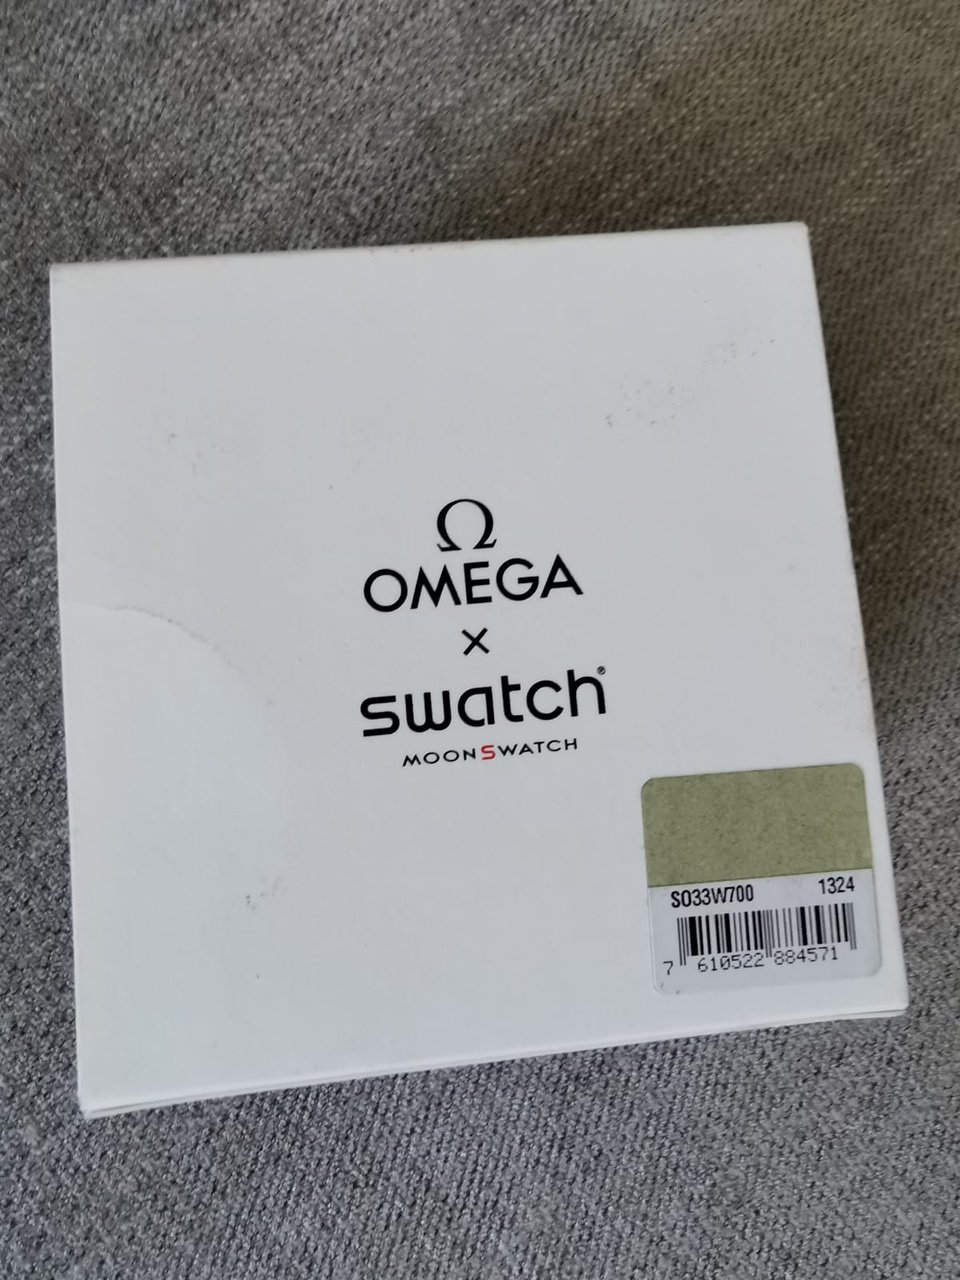 Ω
OMEGA
×
swatch®
MOONSWATCH
SO33W700 1324
7 610522 884571